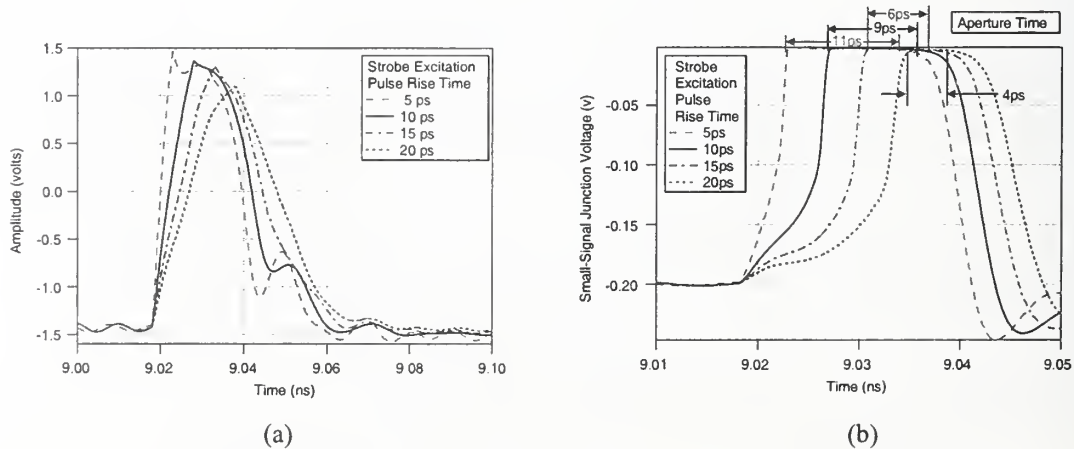 1.5
1.0
0.5
0.0
-0.5
-1.0
-1.5
Amplitude (volts)
9.00
9.02
9.04
9.06
9.08
9.10
Time (ns)
Strobe Excitation
Pulse Rise Time
5 ps
10 ps
15 ps
20 ps
(a)
6ps
9ps
11ps
Aperture Time
4ps
-0.05
-0.10
-0.15
-0.20
Small-Signal Junction Voltage (v)
Strobe
Excitation
Pulse
Rise Time
5ps
10ps
15ps
20ps
9.01
9.02
9.03
9.04
9.05
Time (ns)
(b)